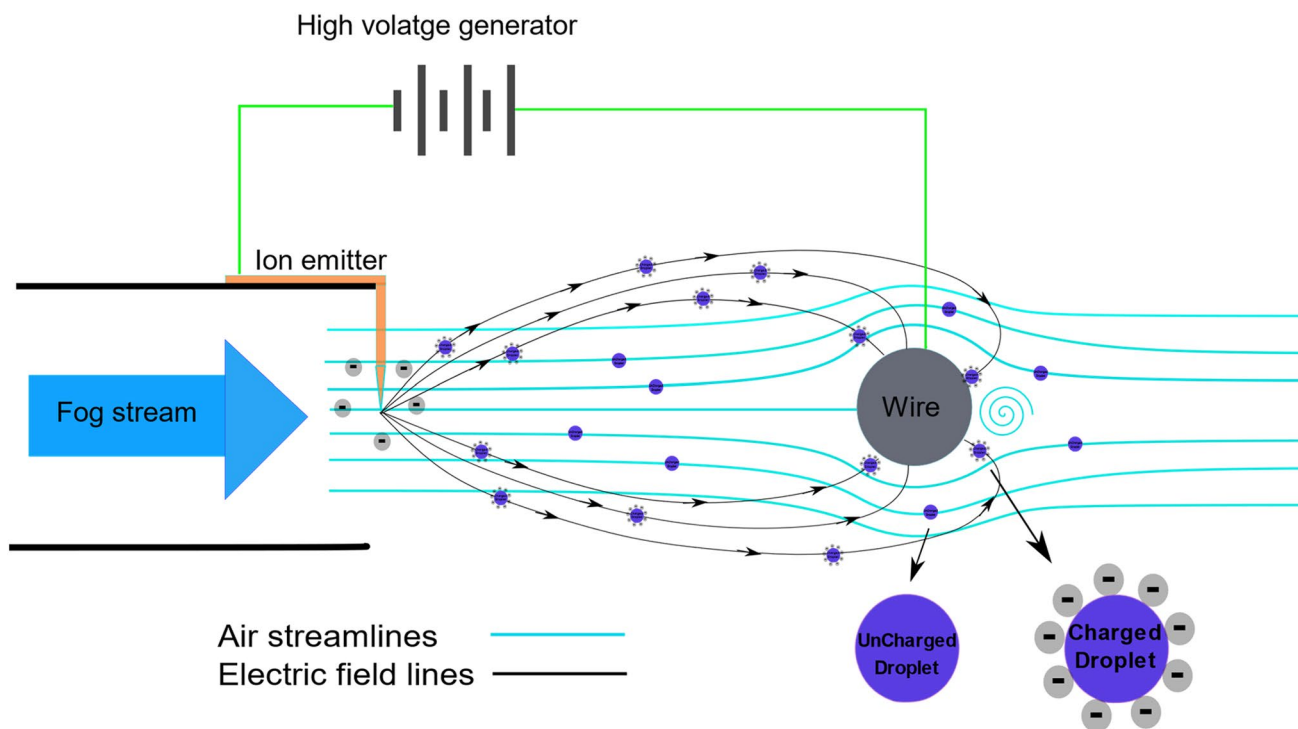 High volatge generator
Ion emitter
Fog stream
Wire
Air streamlines
Electric field lines
UnCharged
Droplet
Charged
Droplet